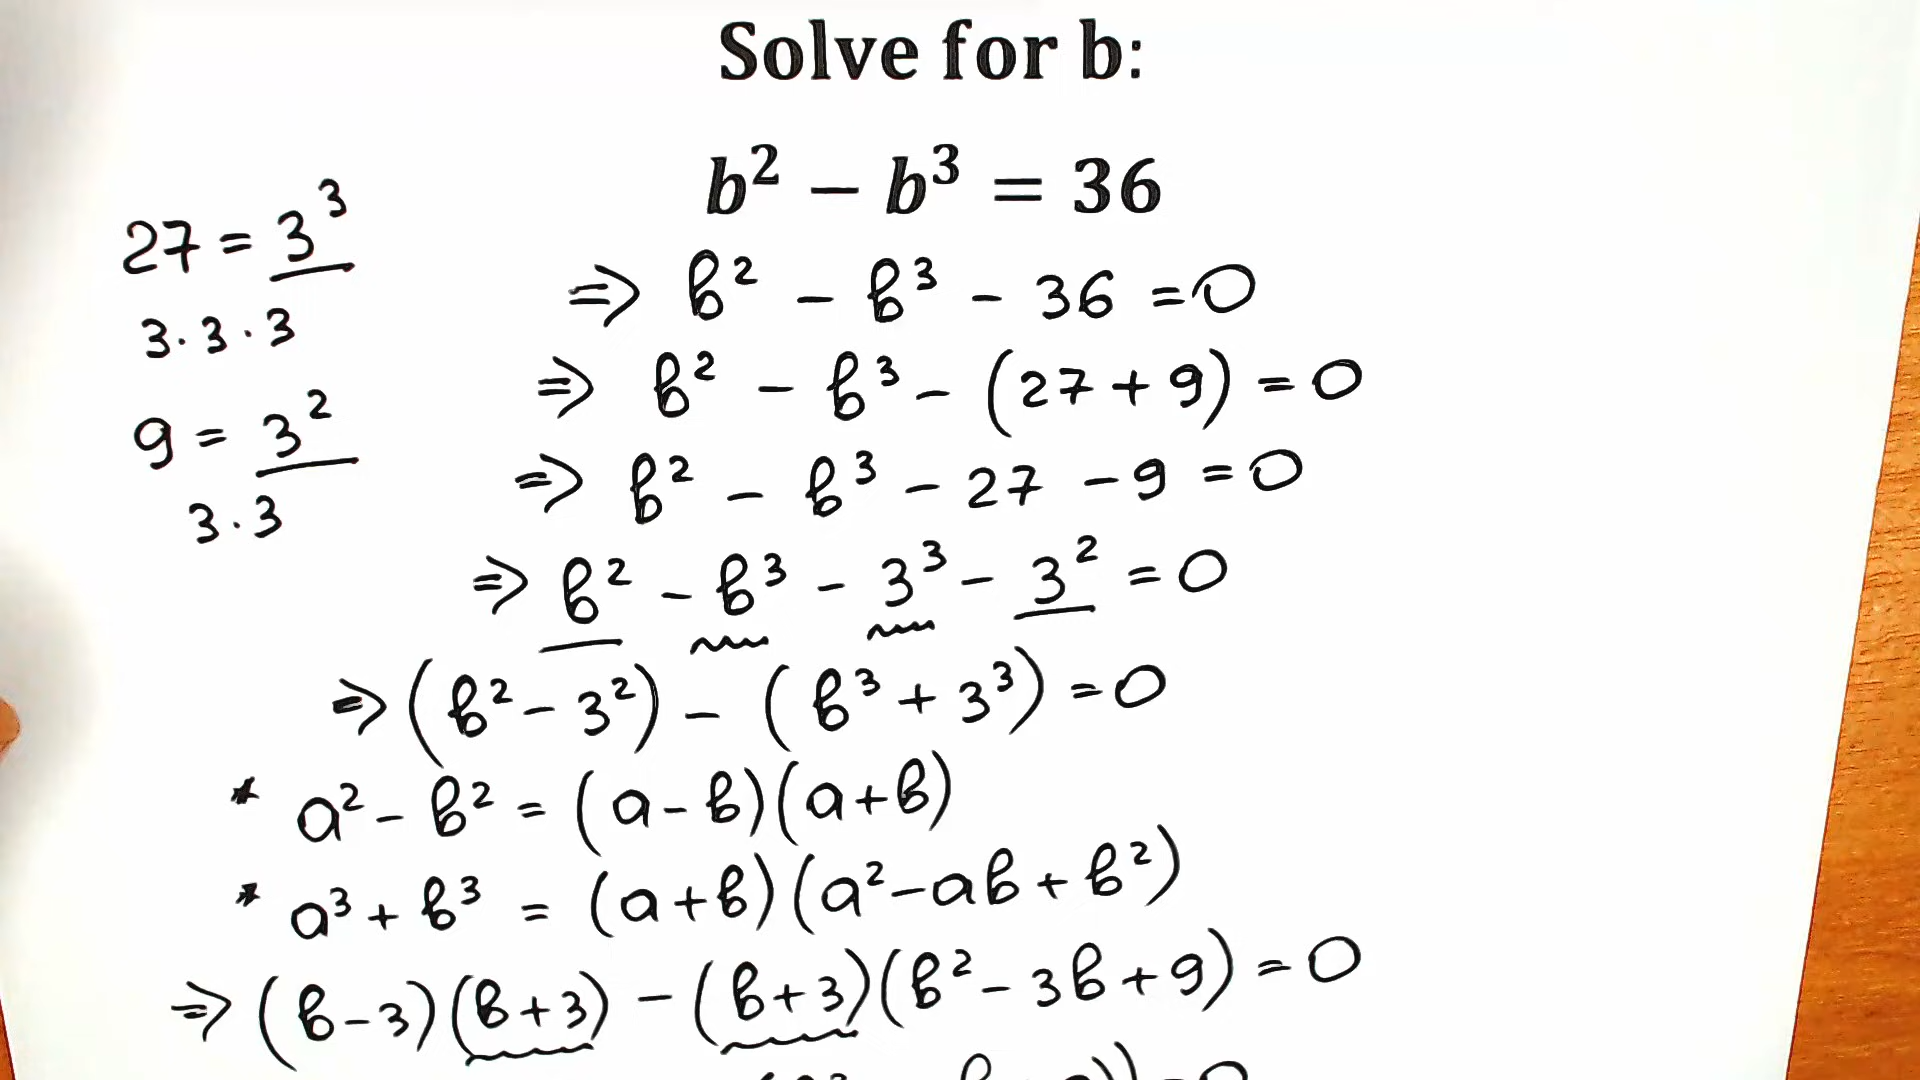 Solve for b:
b² − b³ = 36
27 = 3³
3·3·3
9 = 3²
3·3
=> b² − b³ − 36 = 0
=> b² − b³ − (27 + 9) = 0
=> b² − b³ − 27 − 9 = 0
=> b² − b³ − 3³ − 3² = 0
=> (b² − 3²) − (b³ + 3³) = 0
* a² − b² = (a − b)(a + b)
* a³ + b³ = (a + b)(a² − ab + b²)
=> (b − 3)(b + 3) − (b + 3)(b² − 3b + 9) = 0